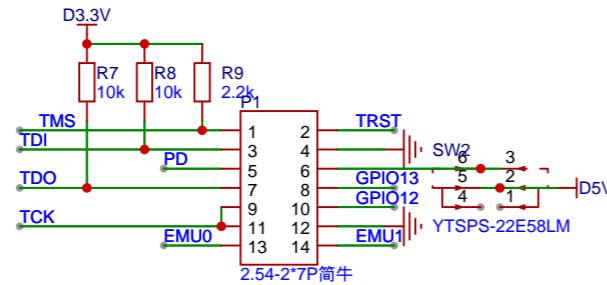 D3.3V
R7
10k
R8
10k
R9
2.2k
P1
TMS
TDI
PD
TDO
TCK
EMU0
1
3
5
7
9
11
13
2
4
6
8
10
12
14
TRST
GPIO13
GPIO12
EMU1
2.54-2*7P简牛
SW2
6
5
4
3
2
1
D5V
YTSPS-22E58LM